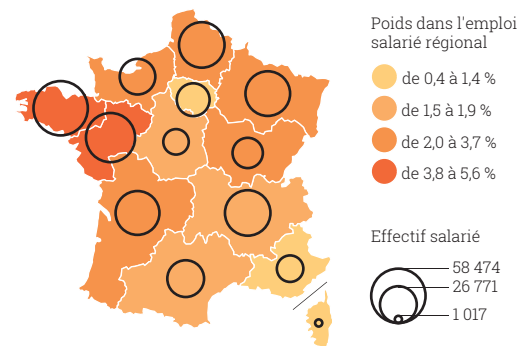 Poids dans l'emploi
salarié régional
de 0,4 à 1,4 %
de 1,5 à 1,9 %
de 2,0 à 3,7 %
de 3,8 à 5,6 %
Effectif salarié
58 474
26 771
1 017